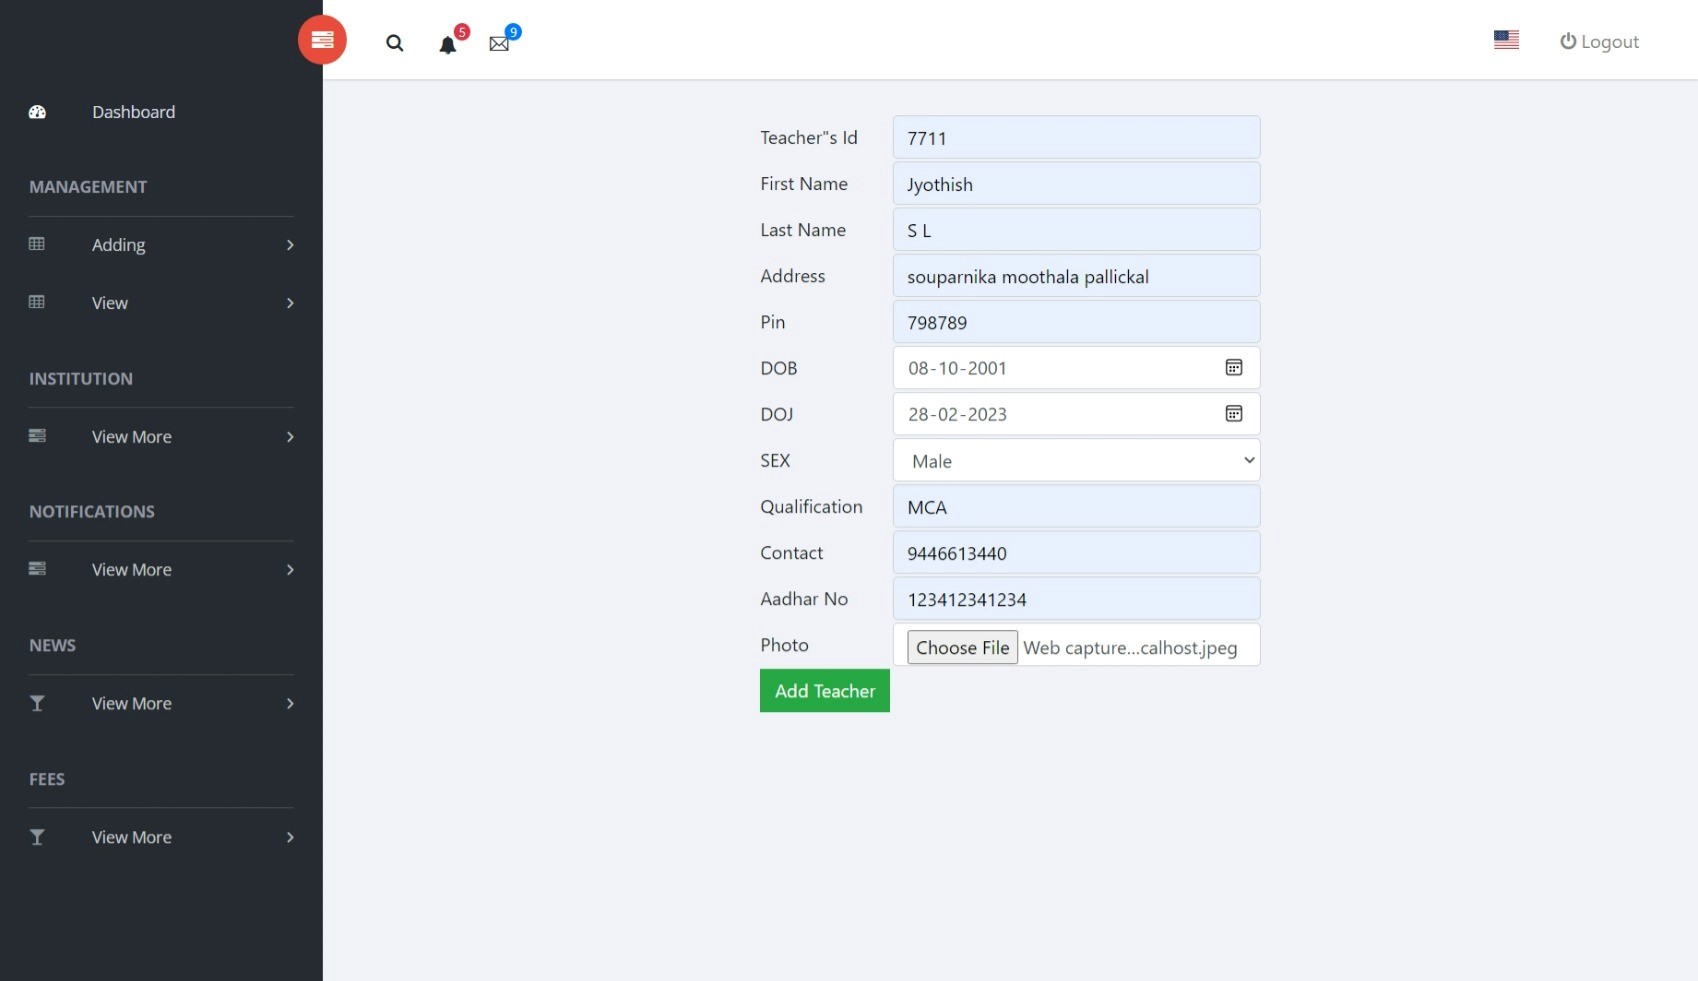 5
9
Logout
Dashboard
MANAGEMENT
Adding
View
INSTITUTION
View More
NOTIFICATIONS
View More
NEWS
View More
FEES
View More
Teacher"s Id 7711
First Name Jyothish
Last Name S L
Address souparnika moothala pallickal
Pin 798789
DOB 08-10-2001
DOJ 28-02-2023
SEX Male
Qualification MCA
Contact 9446613440
Aadhar No 123412341234
Photo Choose File Web capture...calhost.jpeg
Add Teacher